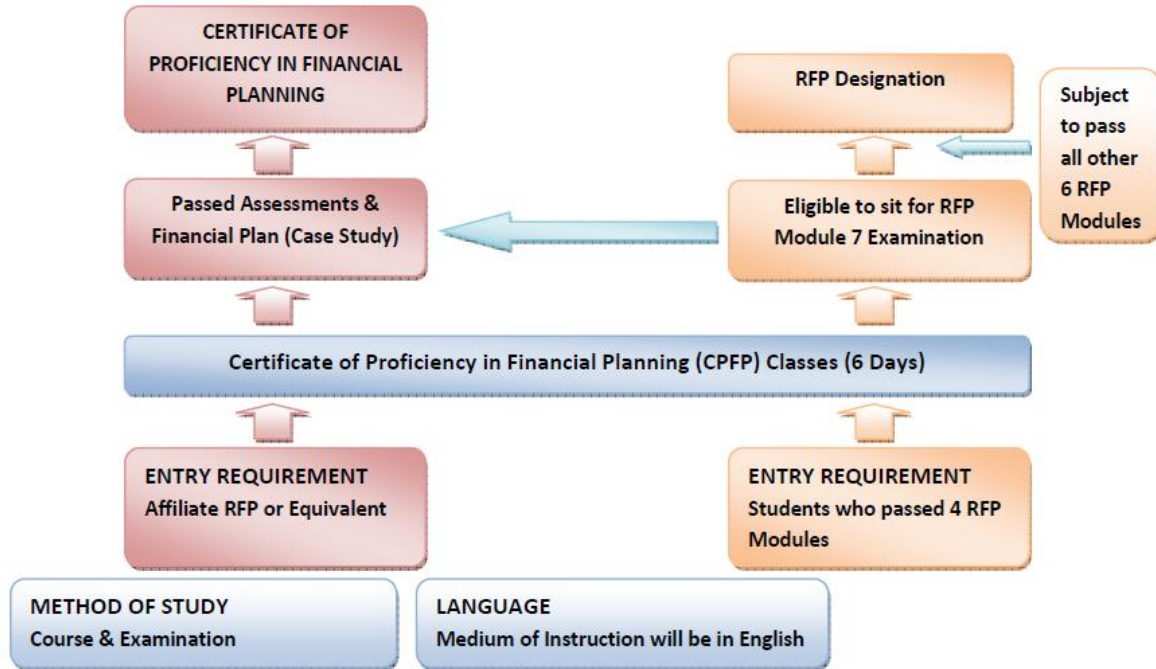 CERTIFICATE OF
PROFICIENCY IN FINANCIAL
PLANNING
RFP Designation
Subject
to pass
all other
6 RFP
Modules
Passed Assessments &
Financial Plan (Case Study)
Eligible to sit for RFP
Module 7 Examination
Certificate of Proficiency in Financial Planning (CPFP) Classes (6 Days)
ENTRY REQUIREMENT
Affiliate RFP or Equivalent
ENTRY REQUIREMENT
Students who passed 4 RFP
Modules
METHOD OF STUDY
Course & Examination
LANGUAGE
Medium of Instruction will be in English